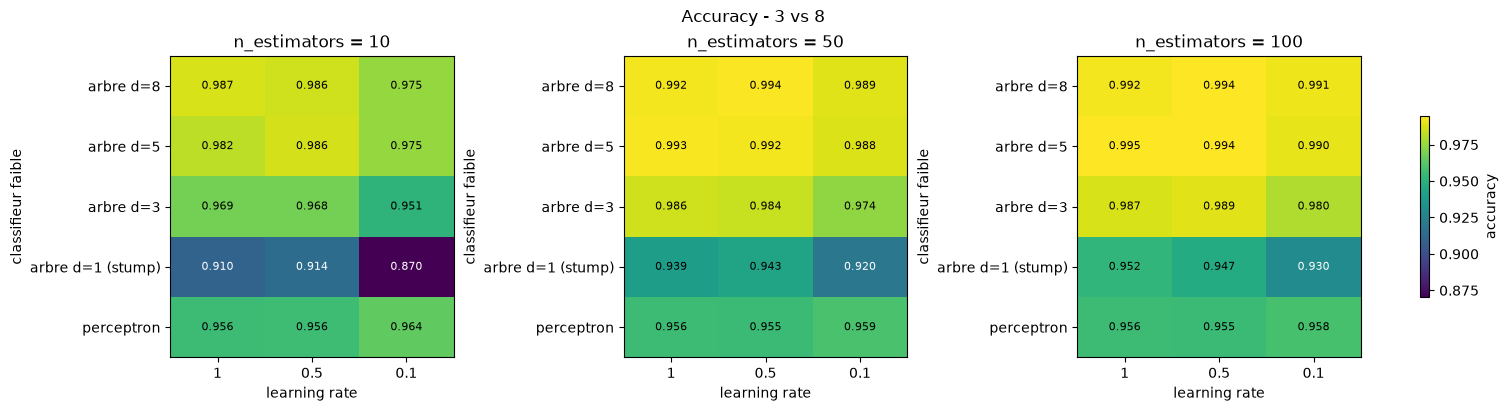 Accuracy - 3 vs 8
n_estimators = 10
classifieur faible
arbre d=8 0.987 0.986 0.975
arbre d=5 0.982 0.986 0.975
arbre d=3 0.969 0.968 0.951
arbre d=1 (stump) 0.910 0.914 0.870
perceptron 0.956 0.956 0.964
1 0.5 0.1
learning rate
n_estimators = 50
classifieur faible
arbre d=8 0.992 0.994 0.989
arbre d=5 0.993 0.992 0.988
arbre d=3 0.986 0.984 0.974
arbre d=1 (stump) 0.939 0.943 0.920
perceptron 0.956 0.955 0.959
1 0.5 0.1
learning rate
n_estimators = 100
classifieur faible
arbre d=8 0.992 0.994 0.991
arbre d=5 0.995 0.994 0.990
arbre d=3 0.987 0.989 0.980
arbre d=1 (stump) 0.952 0.947 0.930
perceptron 0.956 0.955 0.958
1 0.5 0.1
learning rate
0.975
0.950
0.925
0.900
0.875
accuracy